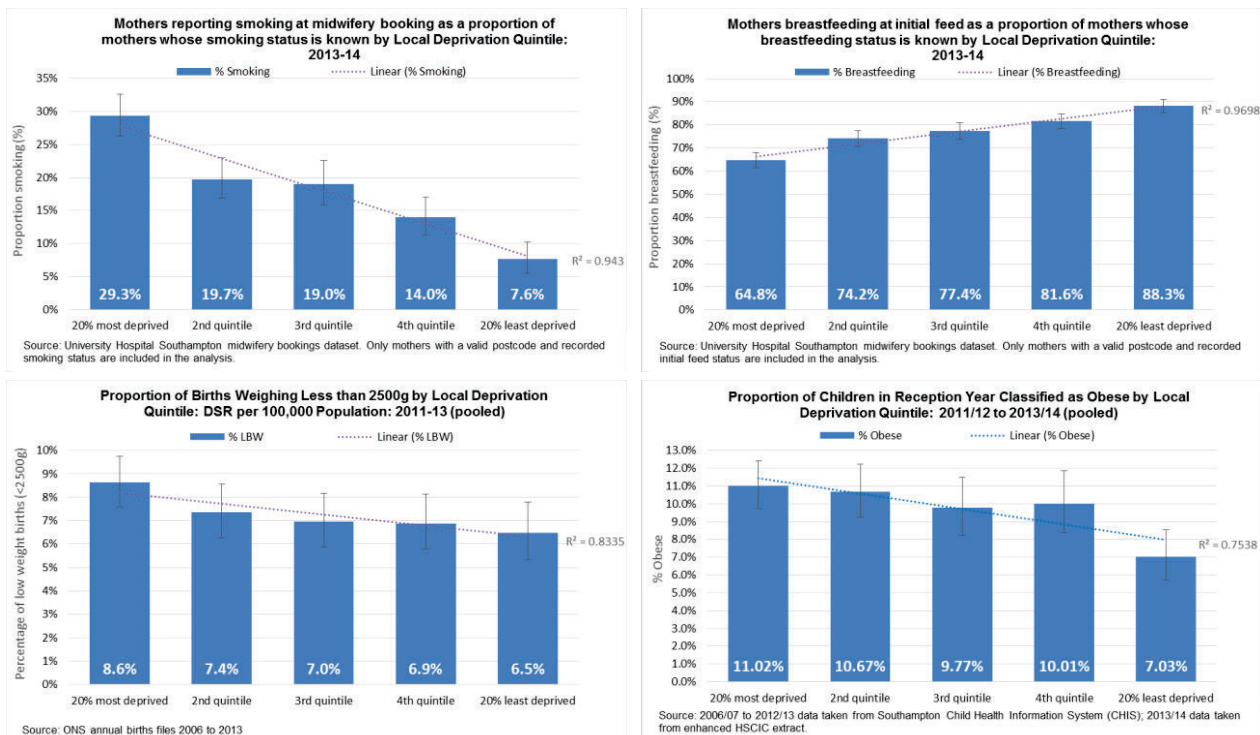 Mothers reporting smoking at midwifery booking as a proportion of
mothers whose smoking status is known by Local Deprivation Quintile:
2013-14
% Smoking Linear (% Smoking)
Proportion smoking (%)
35%
30%
25%
20%
15%
10%
5%
0%
R² = 0.943
29.3% 19.7% 19.0% 14.0% 7.6%
20% most deprived 2nd quintile 3rd quintile 4th quintile 20% least deprived
Source: University Hospital Southampton midwifery bookings dataset. Only mothers with a valid postcode and recorded
smoking status are included in the analysis.
Mothers breastfeeding at initial feed as a proportion of mothers whose
breastfeeding status is known by Local Deprivation Quintile:
2013-14
% Breastfeeding Linear (% Breastfeeding)
Proportion breastfeeding (%)
100%
90%
80%
70%
60%
50%
40%
30%
20%
10%
0%
R² = 0.9698
64.8% 74.2% 77.4% 81.6% 88.3%
20% most deprived 2nd quintile 3rd quintile 4th quintile 20% least deprived
Source: University Hospital Southampton midwifery bookings dataset. Only mothers with a valid postcode and recorded
initial feed status are included in the analysis.
Proportion of Births Weighing Less than 2500g by Local Deprivation
Quintile: DSR per 100,000 Population: 2011-13 (pooled)
% LBW Linear (% LBW)
Percentage of low weight births (<2500g)
10%
9%
8%
7%
6%
5%
4%
3%
2%
1%
0%
R² = 0.8335
8.6% 7.4% 7.0% 6.9% 6.5%
20% most deprived 2nd quintile 3rd quintile 4th quintile 20% least deprived
Source: ONS annual births files 2006 to 2013
Proportion of Children in Reception Year Classified as Obese by Local
Deprivation Quintile: 2011/12 to 2013/14 (pooled)
% Obese Linear (% Obese)
% Obese
13.0%
12.0%
11.0%
10.0%
9.0%
8.0%
7.0%
6.0%
5.0%
4.0%
3.0%
2.0%
1.0%
0.0%
R² = 0.7538
11.02% 10.67% 9.77% 10.01% 7.03%
20% most deprived 2nd quintile 3rd quintile 4th quintile 20% least deprived
Source: 2006/07 to 2012/13 data taken from Southampton Child Health Information System (CHIS); 2013/14 data taken
from enhanced HSCIC extract.